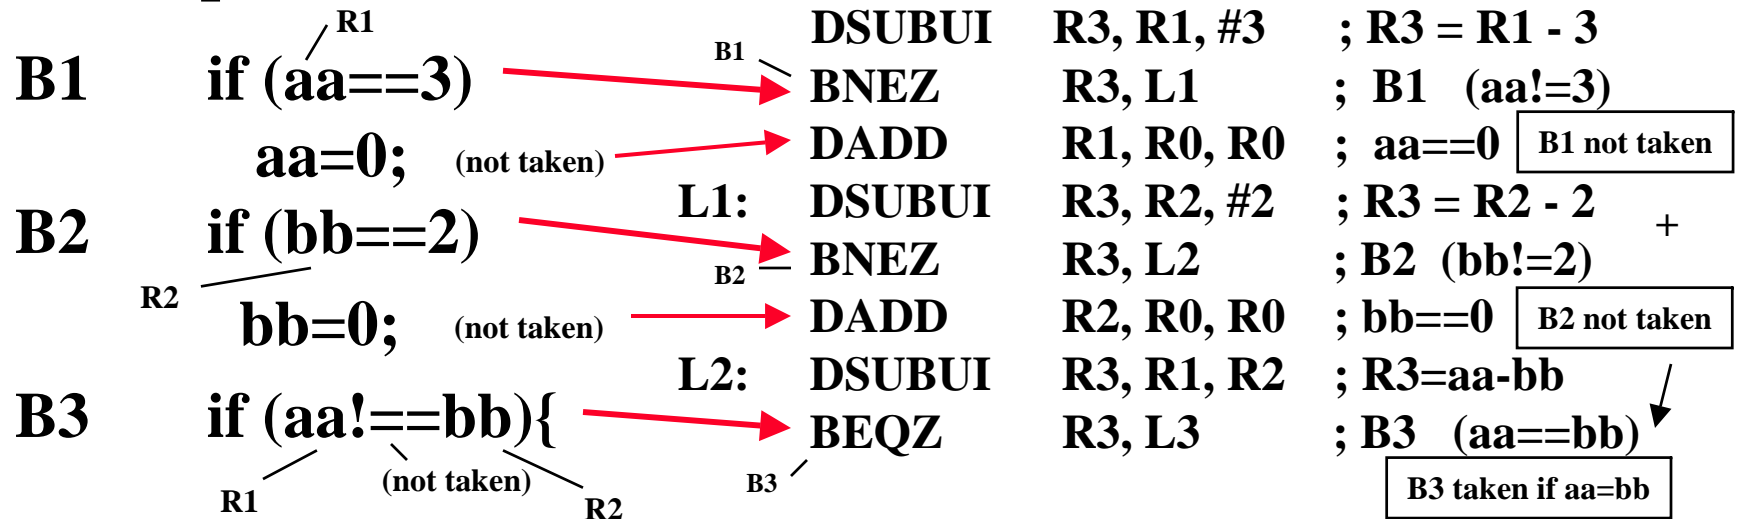 R1
B1 if (aa==3)
aa=0; (not taken)
B2 if (bb==2)
R2
bb=0; (not taken)
B3 if (aa!==bb){
R1 (not taken) R2
DSUBUI R3, R1, #3 ; R3 = R1 - 3
B1
BNEZ R3, L1 ; B1 (aa!=3)
DADD R1, R0, R0 ; aa==0 B1 not taken
L1: DSUBUI R3, R2, #2 ; R3 = R2 - 2
+
B2 BNEZ R3, L2 ; B2 (bb!=2)
DADD R2, R0, R0 ; bb==0 B2 not taken
L2: DSUBUI R3, R1, R2 ; R3=aa-bb
BEQZ R3, L3 ; B3 (aa==bb)
B3 B3 taken if aa=bb